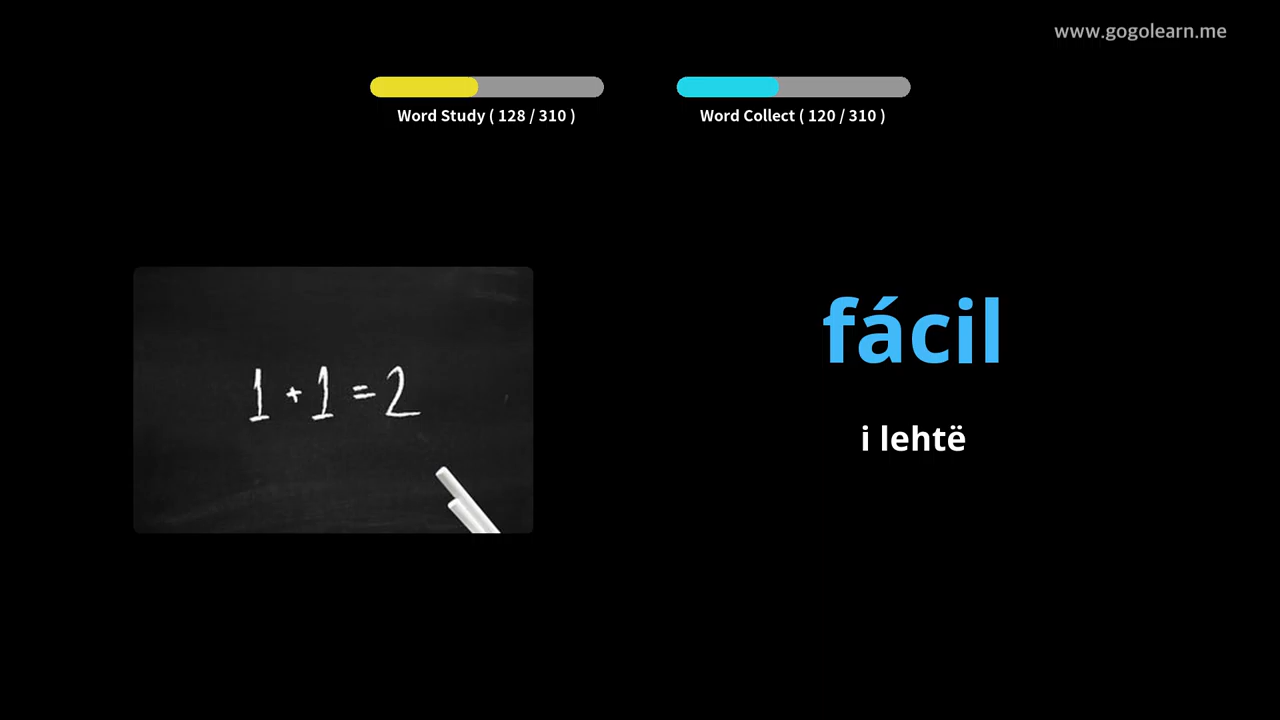 www.gogolearn.me
Word Study ( 128 / 310 )
Word Collect ( 120 / 310 )
1 + 1 = 2
fácil
i lehtë